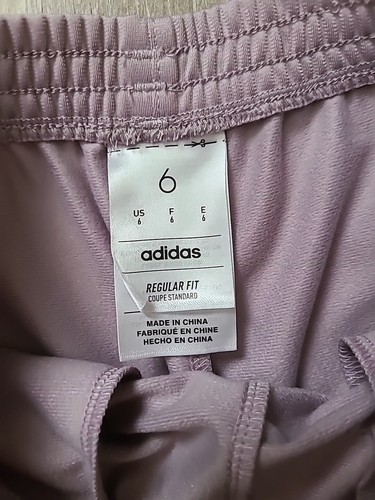 6
US F E
6 6 6
adidas
REGULAR FIT
COUPE STANDARD
MADE IN CHINA
FABRIQUÉ EN CHINE
HECHO EN CHINA